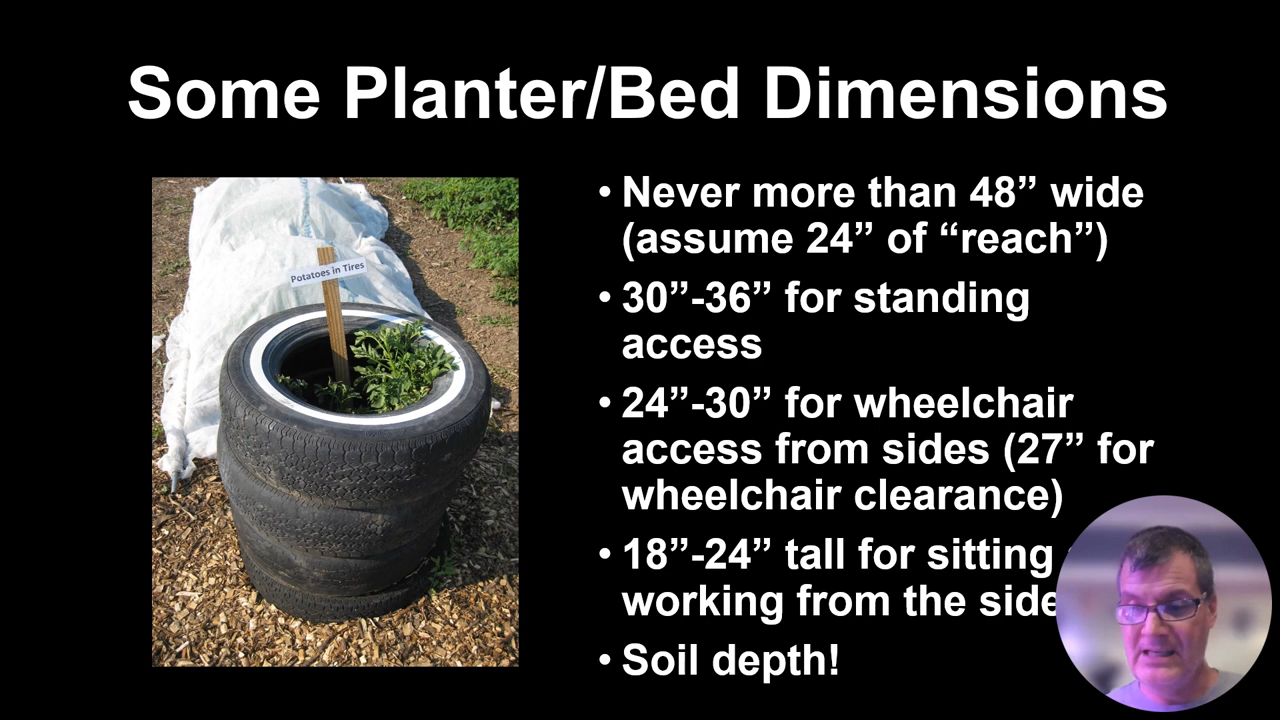 Some Planter/Bed Dimensions
Potatoes in Tires
• Never more than 48” wide
(assume 24” of “reach”)
• 30”-36” for standing
access
• 24”-30” for wheelchair
access from sides (27” for
wheelchair clearance)
• 18”-24” tall for sitting
working from the side
• Soil depth!